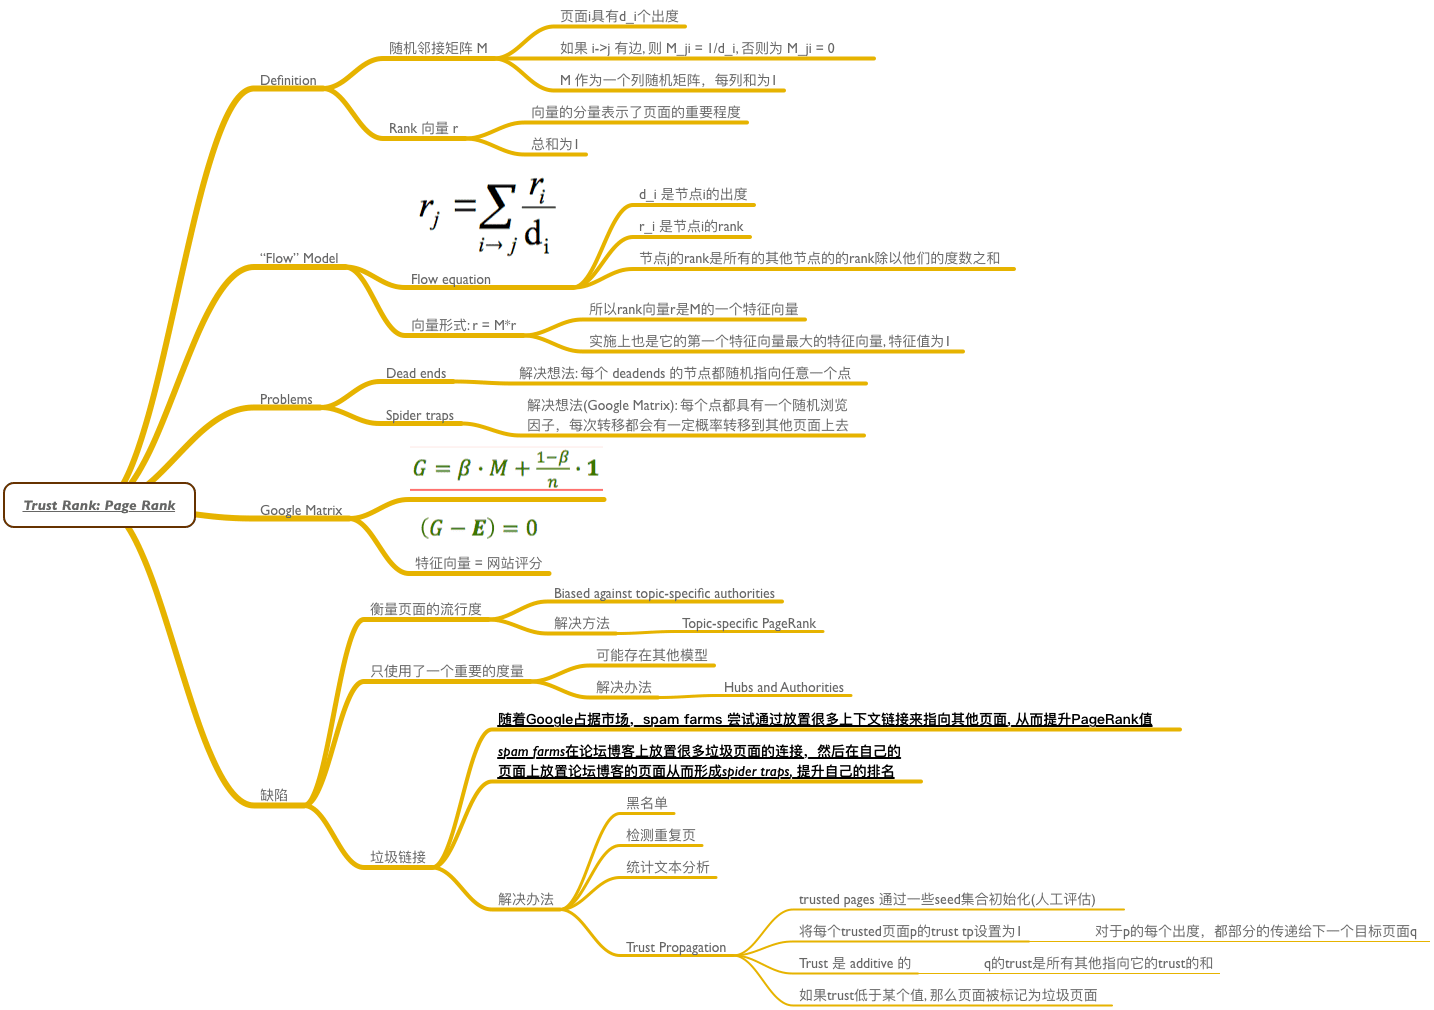 Trust Rank: Page Rank
Definition
随机邻接矩阵 M
页面i具有d_i个出度
如果 i->j 有边, 则 M_ji = 1/d_i, 否则为 M_ji = 0
M 作为一个列随机矩阵，每列和为1
Rank 向量 r
向量的分量表示了页面的重要程度
总和为1
“Flow” Model
r_j = ∑_{i→j} r_i / d_i
Flow equation
d_i 是节点i的出度
r_i 是节点i的rank
节点j的rank是所有的其他节点的的rank除以他们的度数之和
向量形式: r = M*r
所以rank向量r是M的一个特征向量
实施上也是它的第一个特征向量最大的特征向量, 特征值为1
Problems
Dead ends
解决想法: 每个 deadends 的节点都随机指向任意一个点
Spider traps
解决想法(Google Matrix): 每个点都具有一个随机浏览
因子，每次转移都会有一定概率转移到其他页面上去
Google Matrix
G = β · M + (1−β)/n · 1
(G − E) = 0
特征向量 = 网站评分
缺陷
衡量页面的流行度
Biased against topic-specific authorities
解决方法
Topic-specific PageRank
只使用了一个重要的度量
可能存在其他模型
解决办法
Hubs and Authorities
垃圾链接
随着Google占据市场，spam farms 尝试通过放置很多上下文链接来指向其他页面, 从而提升PageRank值
spam farms在论坛博客上放置很多垃圾页面的连接，然后在自己的
页面上放置论坛博客的页面从而形成spider traps, 提升自己的排名
解决办法
黑名单
检测重复页
统计文本分析
Trust Propagation
trusted pages 通过一些seed集合初始化(人工评估)
将每个trusted页面p的trust tp设置为1
对于p的每个出度，都部分的传递给下一个目标页面q
Trust 是 additive 的
q的trust是所有其他指向它的trust的和
如果trust低于某个值, 那么页面被标记为垃圾页面